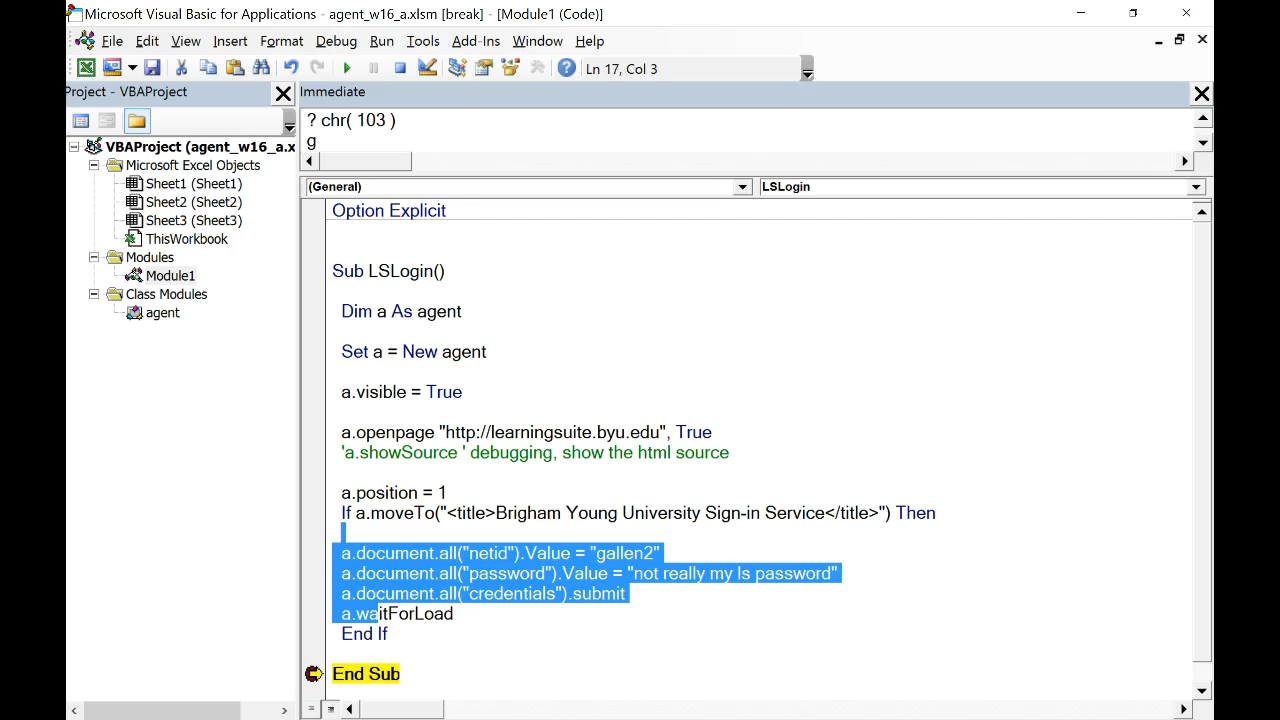 Microsoft Visual Basic for Applications - agent_w16_a.xlsm [break] - [Module1 (Code)]
File Edit View Insert Format Debug Run Tools Add-Ins Window Help
Ln 17, Col 3
Project - VBAProject
VBAProject (agent_w16_a.x
Microsoft Excel Objects
Sheet1 (Sheet1)
Sheet2 (Sheet2)
Sheet3 (Sheet3)
ThisWorkbook
Modules
Module1
Class Modules
agent
Immediate
? chr( 103 )
g
(General) LSLogin
Option Explicit
Sub LSLogin()
Dim a As agent
Set a = New agent
a.visible = True
a.openpage "http://learningsuite.byu.edu", True
'a.showSource ' debugging, show the html source
a.position = 1
If a.moveTo("<title>Brigham Young University Sign-in Service</title>") Then
a.document.all("netid").Value = "gallen2"
a.document.all("password").Value = "not really my ls password"
a.document.all("credentials").submit
a.waitForLoad
End If
End Sub